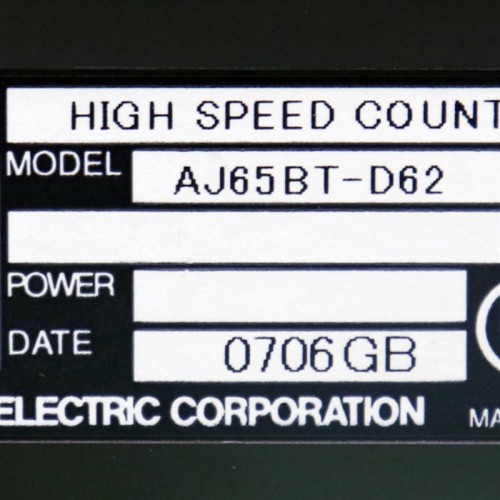 HIGH SPEED COUNT
MODEL AJ65BT-D62
POWER
DATE 0706GB
ELECTRIC CORPORATION MA